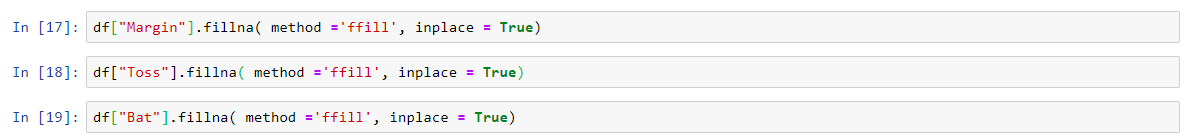 In [17]: df["Margin"].fillna( method ='ffill', inplace = True)
In [18]: df["Toss"].fillna( method ='ffill', inplace = True)
In [19]: df["Bat"].fillna( method ='ffill', inplace = True)